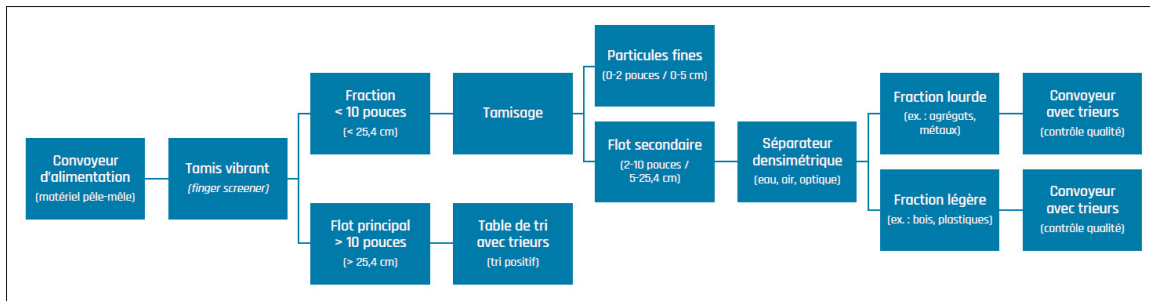 Convoyeur
d'alimentation
(matériel pêle-mêle)
Tamis vibrant
(finger screener)
Fraction
< 10 pouces
(< 25,4 cm)
Tamisage
Particules fines
(0-2 pouces / 0-5 cm)
Flot secondaire
(2-10 pouces /
5-25,4 cm)
Séparateur
densimétrique
(eau, air, optique)
Fraction lourde
(ex. : agrégats,
métaux)
Convoyeur
avec trieurs
(contrôle qualité)
Fraction légère
(ex. : bois, plastiques)
Convoyeur
avec trieurs
(contrôle qualité)
Flot principal
> 10 pouces
(> 25,4 cm)
Table de tri
avec trieurs
(tri positif)